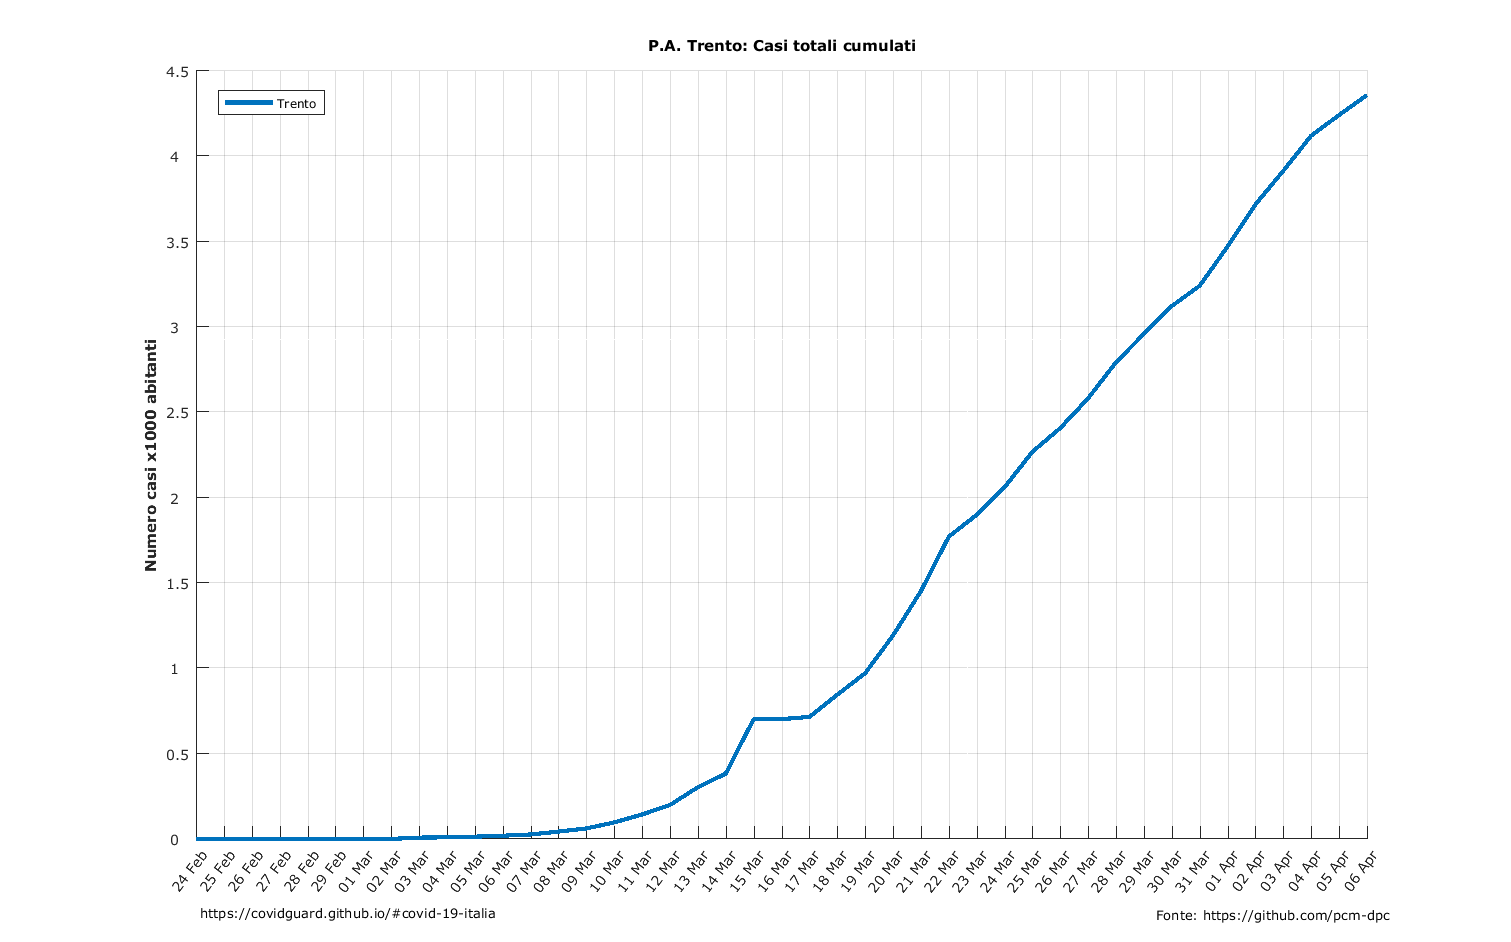 P.A. Trento: Casi totali cumulati
Trento
Numero casi x1000 abitanti
4.5
4
3.5
3
2.5
2
1.5
1
0.5
0
24 Feb
25 Feb
26 Feb
27 Feb
28 Feb
29 Feb
01 Mar
02 Mar
03 Mar
04 Mar
05 Mar
06 Mar
07 Mar
08 Mar
09 Mar
10 Mar
11 Mar
12 Mar
13 Mar
14 Mar
15 Mar
16 Mar
17 Mar
18 Mar
19 Mar
20 Mar
21 Mar
22 Mar
23 Mar
24 Mar
25 Mar
26 Mar
27 Mar
28 Mar
29 Mar
30 Mar
31 Mar
01 Apr
02 Apr
03 Apr
04 Apr
05 Apr
06 Apr
https://covidguard.github.io/#covid-19-italia
Fonte: https://github.com/pcm-dpc